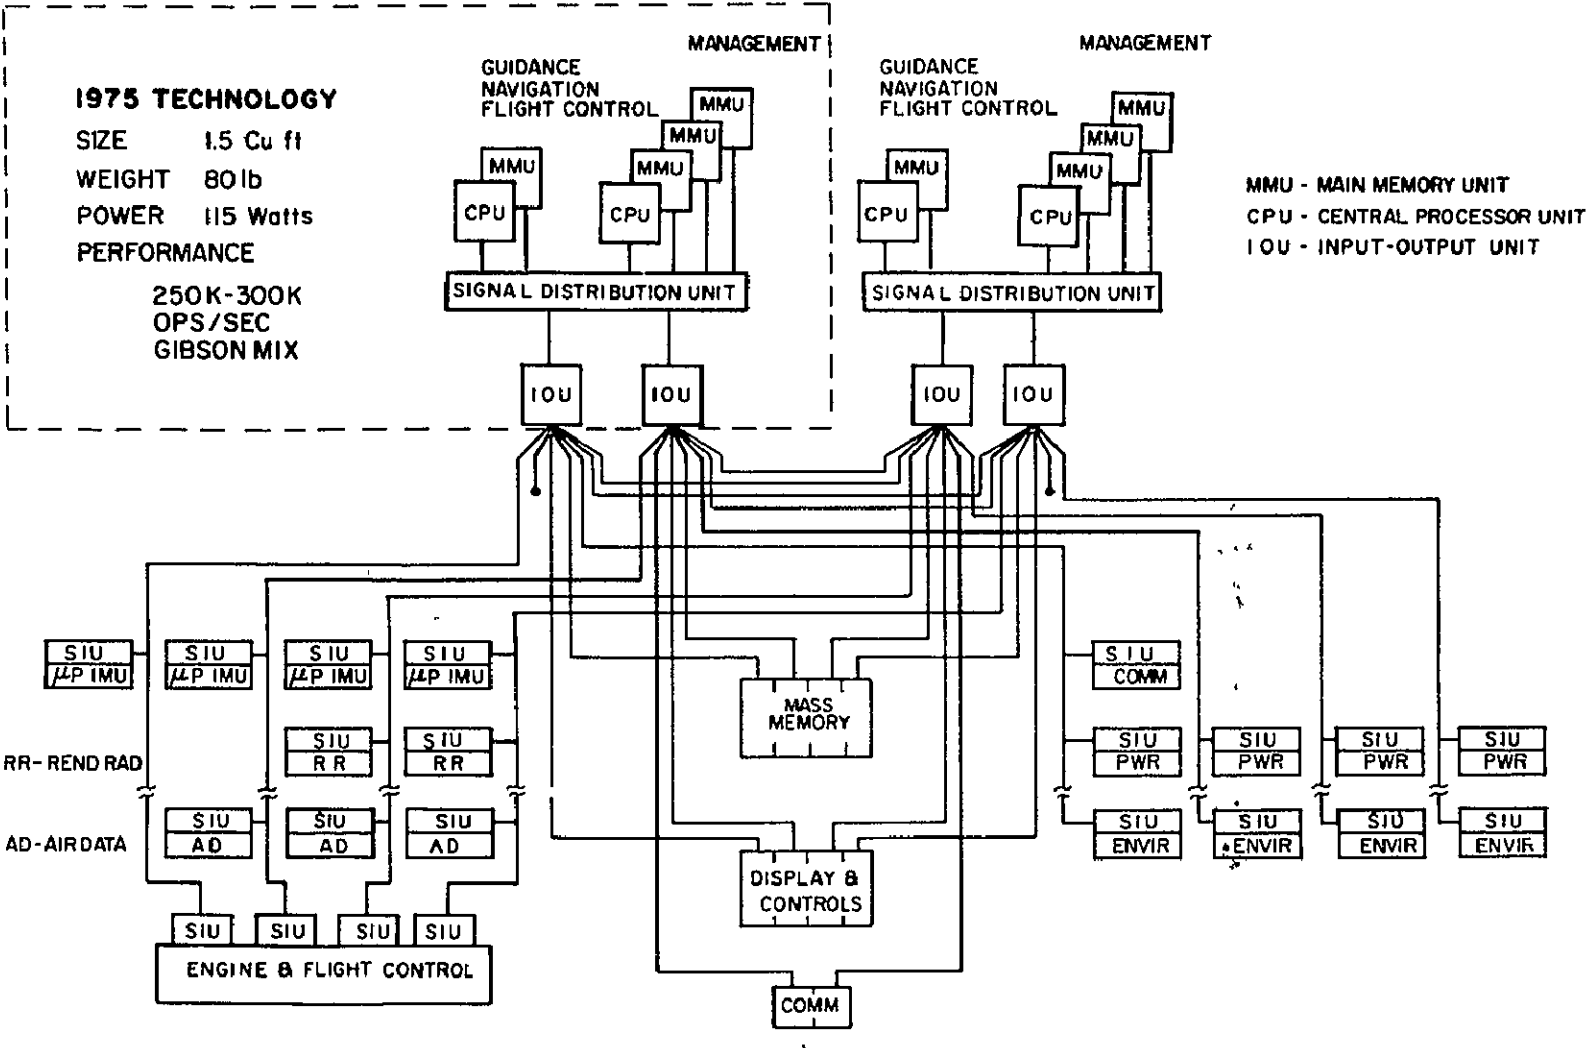 1975 TECHNOLOGY
SIZE 1.5 Cu ft
WEIGHT 80 lb
POWER 115 Watts
PERFORMANCE
250K-300K
OPS/SEC
GIBSON MIX
MANAGEMENT
GUIDANCE
NAVIGATION
FLIGHT CONTROL
MMU
MMU
MMU
MMU
CPU
CPU
SIGNAL DISTRIBUTION UNIT
IOU
IOU
MANAGEMENT
GUIDANCE
NAVIGATION
FLIGHT CONTROL
MMU
MMU
MMU
MMU
CPU
CPU
SIGNAL DISTRIBUTION UNIT
IOU
IOU
MMU - MAIN MEMORY UNIT
CPU - CENTRAL PROCESSOR UNIT
IOU - INPUT-OUTPUT UNIT
SIU
μP IMU
SIU
μP IMU
SIU
μP IMU
SIU
μP IMU
RR-REND RAD
SIU
RR
SIU
RR
AD-AIR DATA
SIU
AD
SIU
AD
SIU
AD
SIU
SIU
SIU
SIU
ENGINE & FLIGHT CONTROL
MASS
MEMORY
DISPLAY &
CONTROLS
COMM
SIU
COMM
SIU
PWR
SIU
PWR
SIU
PWR
SIU
PWR
SIU
ENVIR
SIU
ENVIR
SIU
ENVIR
SIU
ENVIR